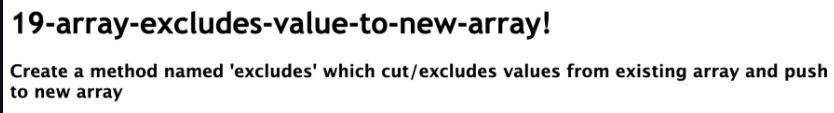 19-array-excludes-value-to-new-array!
Create a method named 'excludes' which cut/excludes values from existing array and push
to new array